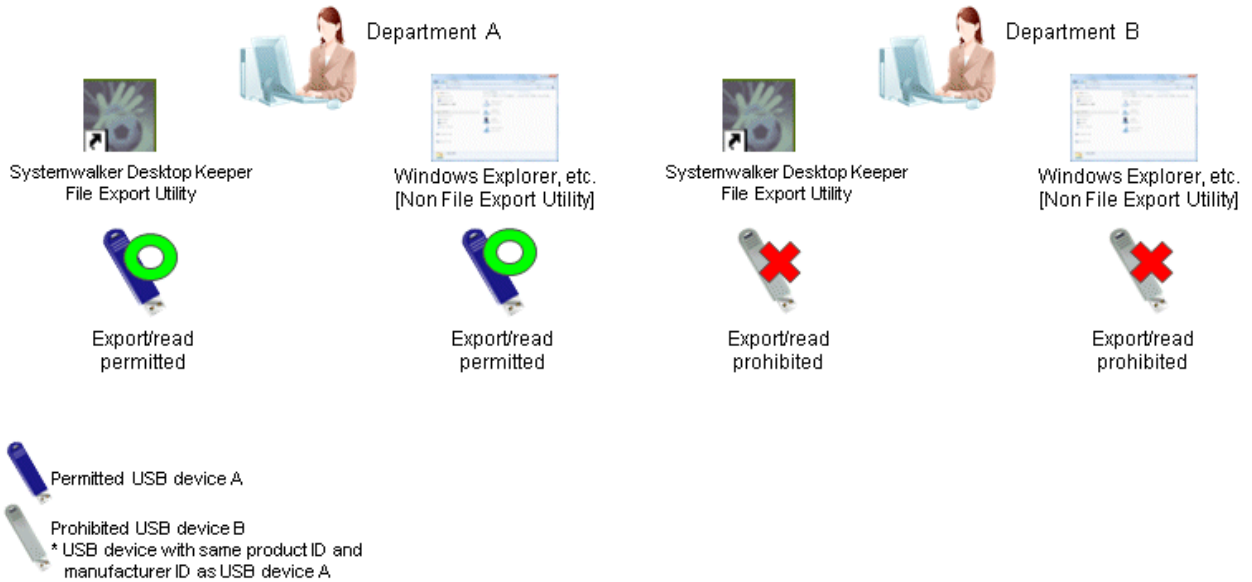 Department A
Systemwalker Desktop Keeper
File Export Utility
Windows Explorer, etc.
[Non File Export Utility]
Export/read
permitted
Export/read
permitted
Department B
Systemwalker Desktop Keeper
File Export Utility
Windows Explorer, etc.
[Non File Export Utility]
Export/read
prohibited
Export/read
prohibited
Permitted USB device A
Prohibited USB device B
* USB device with same product ID and
manufacturer ID as USB device A